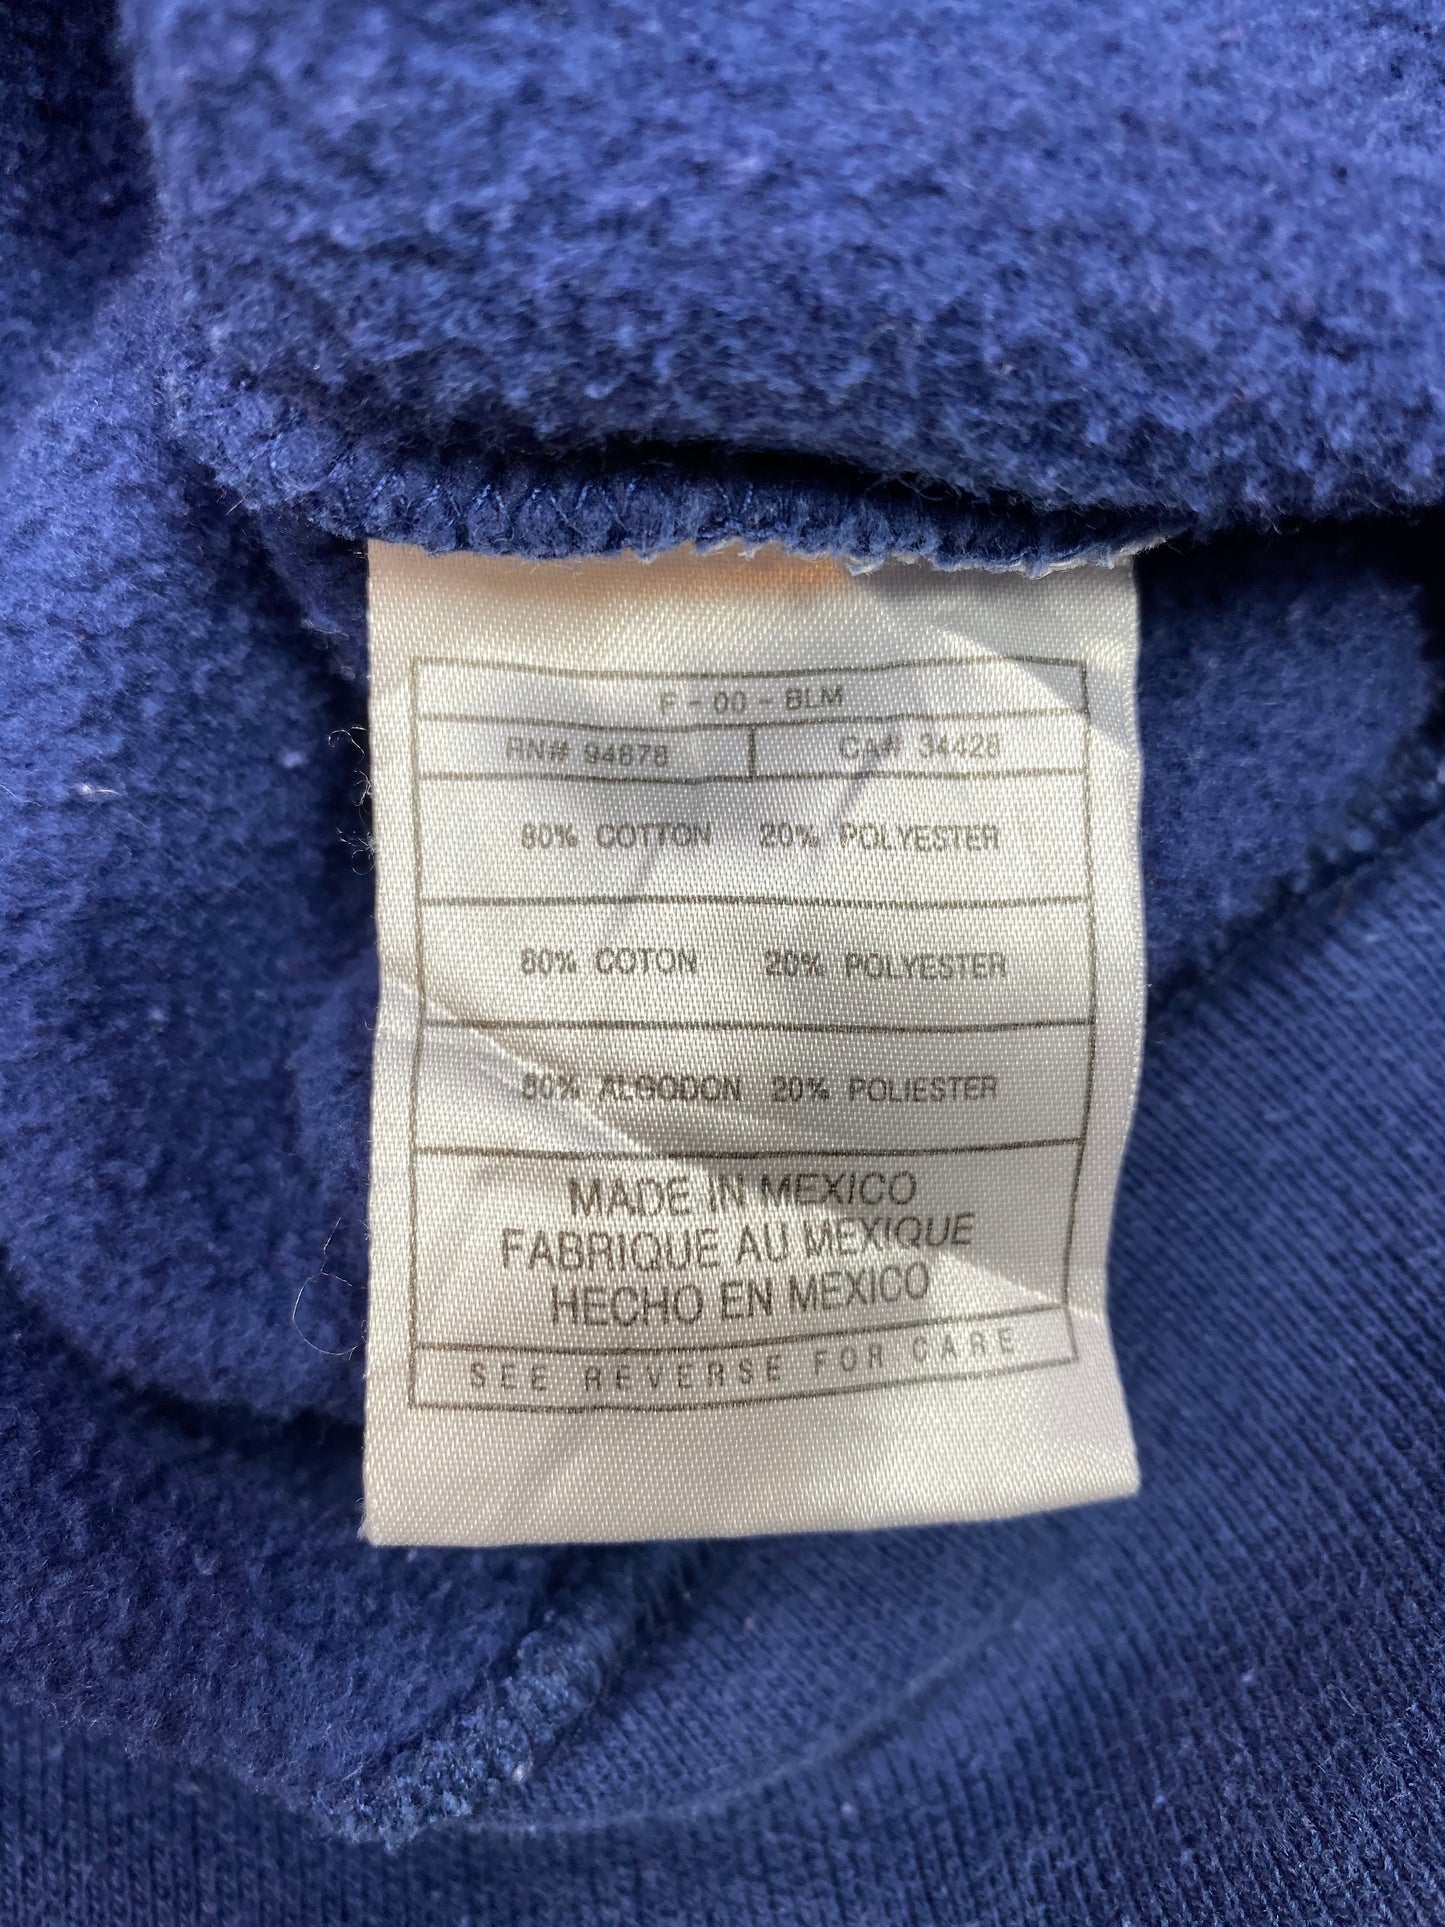 F - 00 - BLM
RN# 94878 CA# 34428
80% COTTON 20% POLYESTER
80% COTON 20% POLYESTER
80% ALGODON 20% POLIESTER
MADE IN MEXICO
FABRIQUE AU MEXIQUE
HECHO EN MEXICO
SEE REVERSE FOR CARE